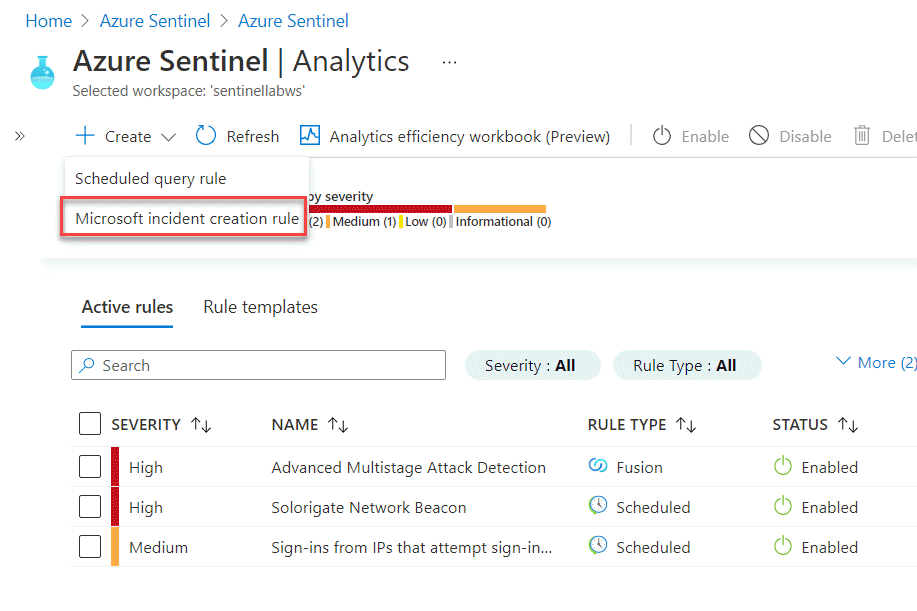 Home > Azure Sentinel > Azure Sentinel
Azure Sentinel | Analytics ...
Selected workspace: 'sentinellabws'
» + Create Refresh Analytics efficiency workbook (Preview) Enable Disable Delet
Scheduled query rule
by severity
Microsoft incident creation rule (2) Medium (1) Low (0) Informational (0)
Active rules Rule templates
Search Severity : All Rule Type : All More (2)
SEVERITY ↑↓ NAME ↑↓ RULE TYPE ↑↓ STATUS ↑↓
High Advanced Multistage Attack Detection Fusion Enabled
High Solorigate Network Beacon Scheduled Enabled
Medium Sign-ins from IPs that attempt sign-in... Scheduled Enabled